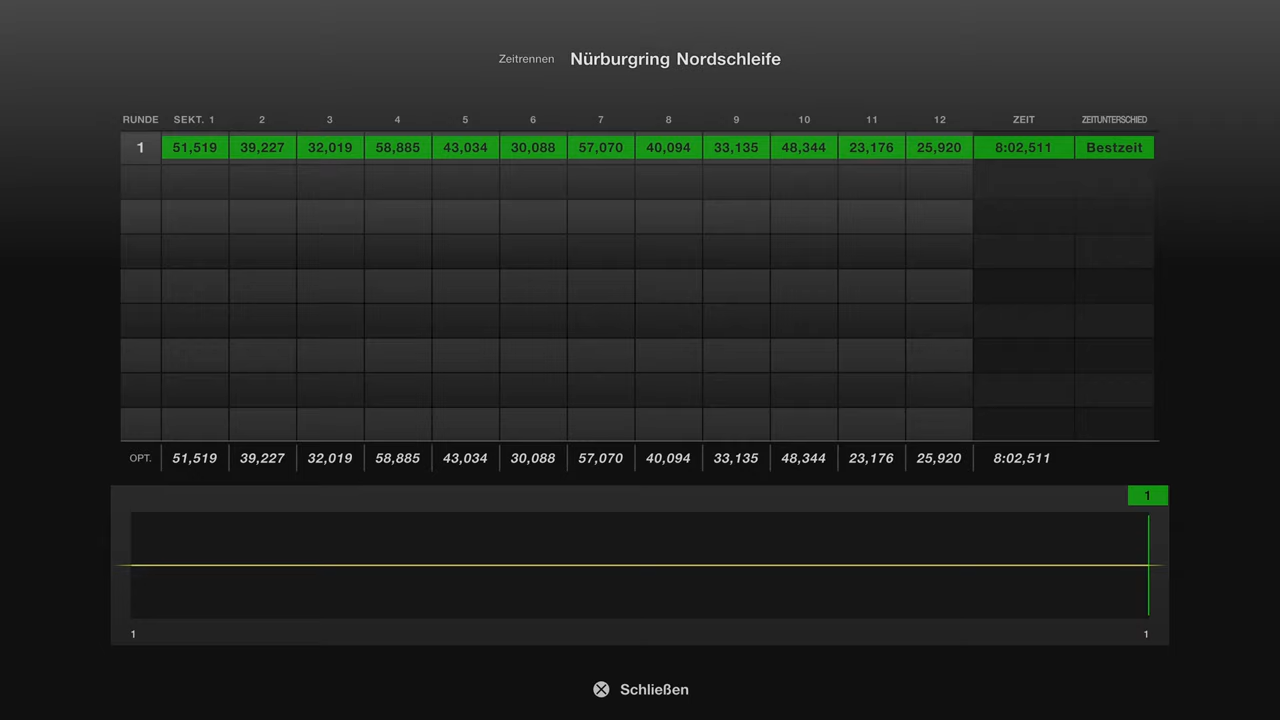 Zeitrennen Nürburgring Nordschleife
RUNDE SEKT. 1 2 3 4 5 6 7 8 9 10 11 12 ZEIT ZEITUNTERSCHIED
1 51,519 39,227 32,019 58,885 43,034 30,088 57,070 40,094 33,135 48,344 23,176 25,920 8:02,511 Bestzeit
OPT. 51,519 39,227 32,019 58,885 43,034 30,088 57,070 40,094 33,135 48,344 23,176 25,920 8:02,511
1
1 1
Schließen